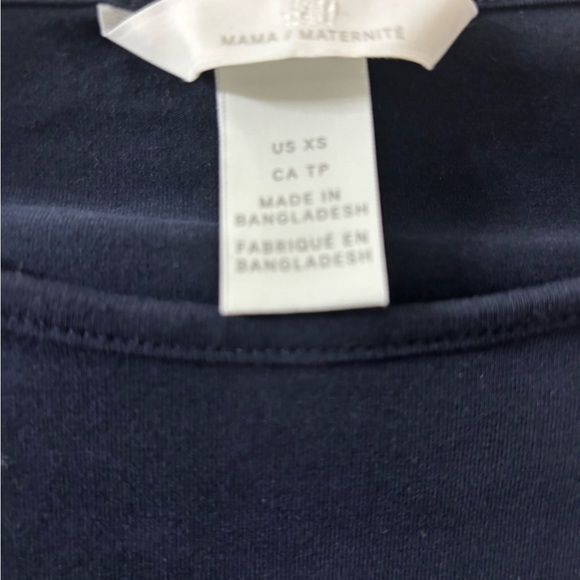 MAMA / MATERNITÉ
US XS
CA TP
MADE IN
BANGLADESH
FABRIQUÉ EN
BANGLADESH